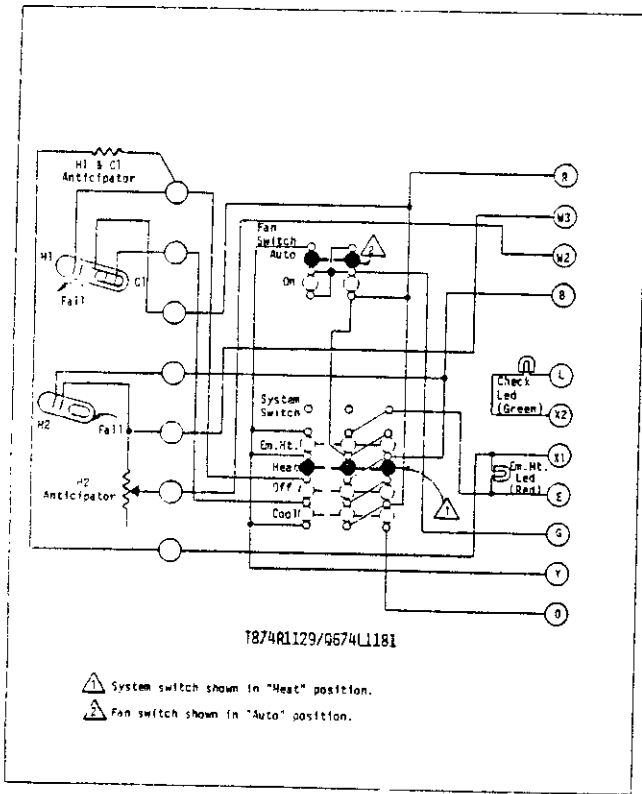 H1 & C1
Anticipator
H1
C1
Fall
H2
Fall
H2
Anticipator
Fan
Switch
Auto
On
2
System
Switch
Em.Ht.
Heat
Off
Cool
1
R
W3
W2
B
L
Check
Led
(Green)
X2
X1
Em.Ht.
Led
(Red)
E
G
Y
O
T874R1129/Q674L1181
1 System switch shown in "Heat" position.
2 Fan switch shown in "Auto" position.